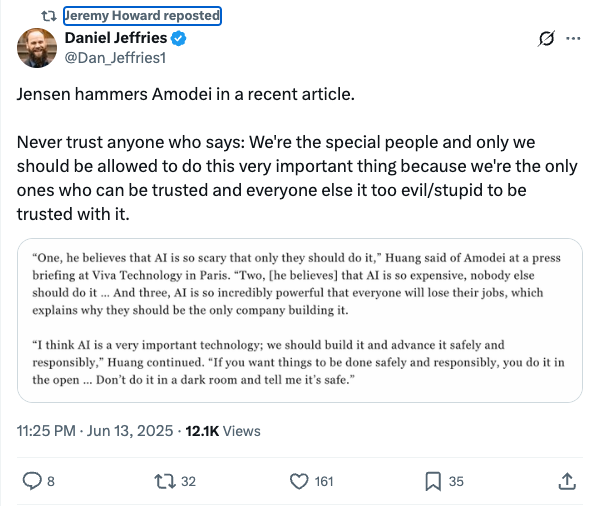 Jeremy Howard reposted
Daniel Jeffries
@Dan_Jeffries1
Jensen hammers Amodei in a recent article.
Never trust anyone who says: We're the special people and only we
should be allowed to do this very important thing because we're the only
ones who can be trusted and everyone else it too evil/stupid to be
trusted with it.
“One, he believes that AI is so scary that only they should do it,” Huang said of Amodei at a press
briefing at Viva Technology in Paris. “Two, [he believes] that AI is so expensive, nobody else
should do it ... And three, AI is so incredibly powerful that everyone will lose their jobs, which
explains why they should be the only company building it.
“I think AI is a very important technology; we should build it and advance it safely and
responsibly,” Huang continued. “If you want things to be done safely and responsibly, you do it in
the open ... Don’t do it in a dark room and tell me it’s safe.”
11:25 PM · Jun 13, 2025 · 12.1K Views
8 32 161 35